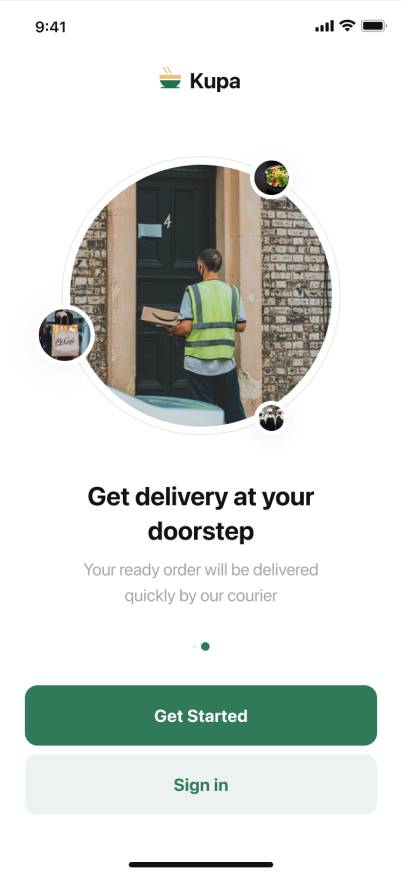 9:41
Kupa
4
McCafé
Get delivery at your
doorstep
Your ready order will be delivered
quickly by our courier
Get Started
Sign in